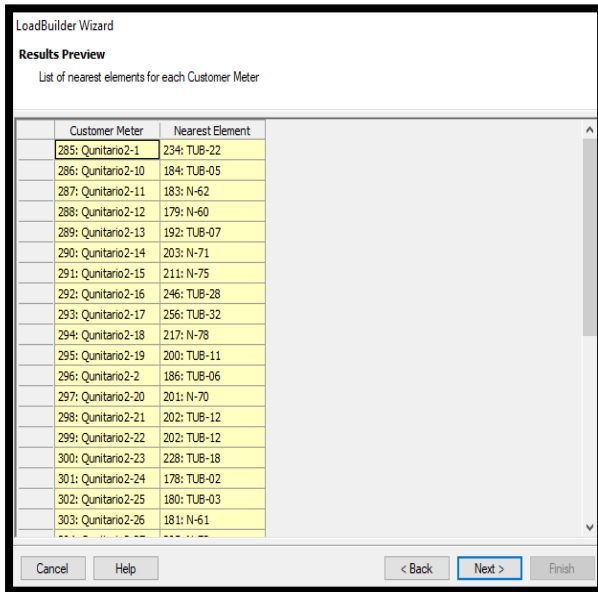 LoadBuilder Wizard
Results Preview
List of nearest elements for each Customer Meter
Customer Meter Nearest Element
285: Qunitario2-1 234: TUB-22
286: Qunitario2-10 184: TUB-05
287: Qunitario2-11 183: N-62
288: Qunitario2-12 179: N-60
289: Qunitario2-13 192: TUB-07
290: Qunitario2-14 203: N-71
291: Qunitario2-15 211: N-75
292: Qunitario2-16 246: TUB-28
293: Qunitario2-17 256: TUB-32
294: Qunitario2-18 217: N-78
295: Qunitario2-19 200: TUB-11
296: Qunitario2-2 186: TUB-06
297: Qunitario2-20 201: N-70
298: Qunitario2-21 202: TUB-12
299: Qunitario2-22 202: TUB-12
300: Qunitario2-23 228: TUB-18
301: Qunitario2-24 178: TUB-02
302: Qunitario2-25 180: TUB-03
303: Qunitario2-26 181: N-61
Cancel Help < Back Next > Finish